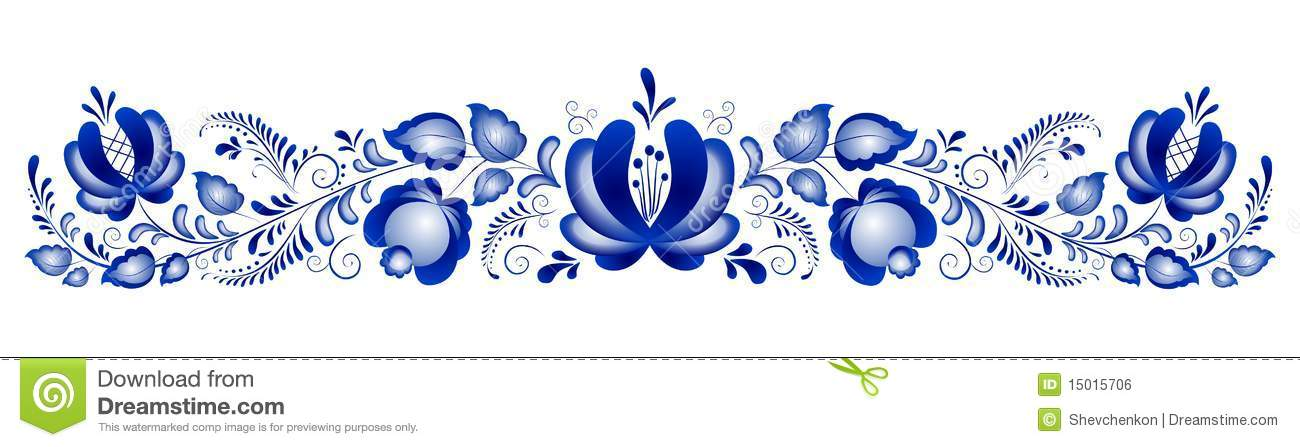 Download from
Dreamstime.com
This watermarked comp image is for previewing purposes only.
ID 15015706
© Shevchenkon | Dreamstime.com